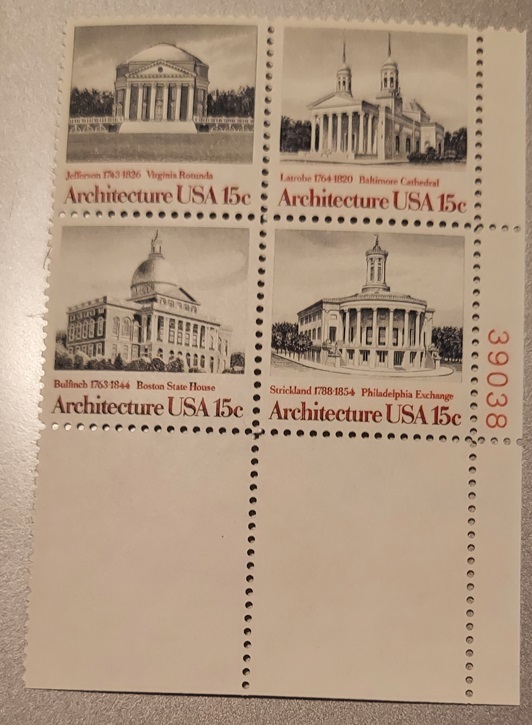 Jefferson 1743-1826 Virginia Rotunda
Architecture USA 15c
Latrobe 1764-1820 Baltimore Cathedral
Architecture USA 15c
Bulfinch 1763-1844 Boston State House
Architecture USA 15c
Strickland 1788-1854 Philadelphia Exchange
Architecture USA 15c
39038